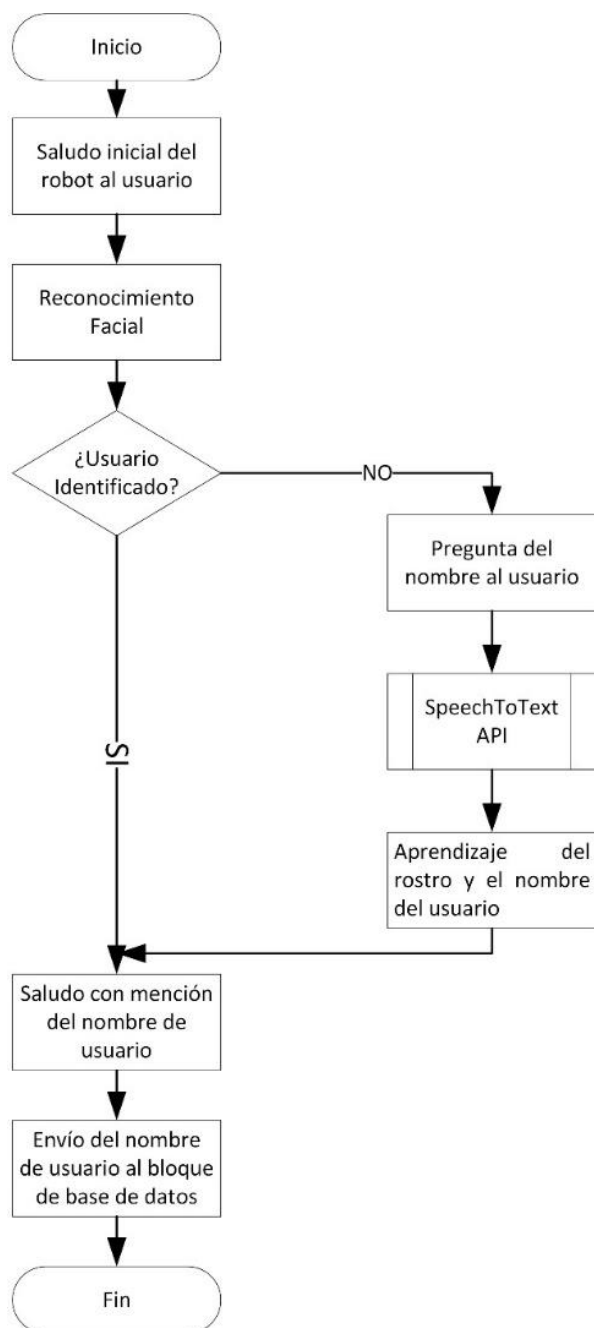 Inicio
Saludo inicial del
robot al usuario
Reconocimiento
Facial
¿Usuario
Identificado?
NO
Pregunta del
nombre al usuario
SpeechToText
API
Aprendizaje del
rostro y el nombre
del usuario
SI
Saludo con mención
del nombre de
usuario
Envío del nombre
de usuario al bloque
de base de datos
Fin